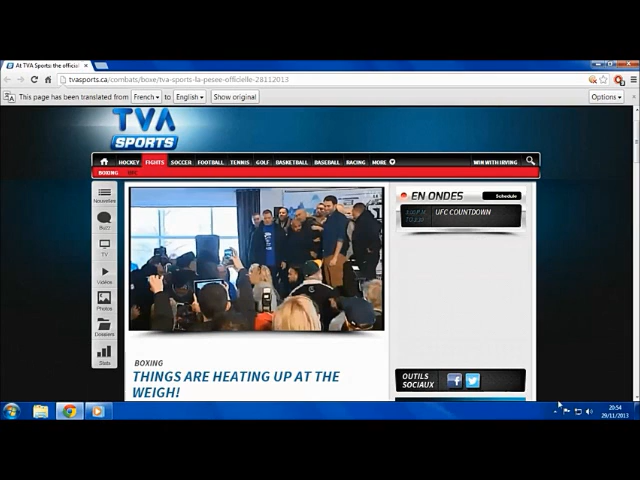 At TVA Sports: the official
tvasports.ca/combats/boxe/tva-sports-la-pesee-officielle-28112013
This page has been translated from French to English Show original Options
TVA
SPORTS
HOCKEY FIGHTS SOCCER FOOTBALL TENNIS GOLF BASKETBALL BASEBALL RACING MORE WIN WITH IRVING
BOXING UFC
Nouvelles
Buzz
TV
Vidéos
Photos
Dossiers
Stats
EN ONDES Schedule
UFC COUNTDOWN
BOXING
THINGS ARE HEATING UP AT THE
WEIGH!
OUTILS
SOCIAUX
20:54
29/11/2013